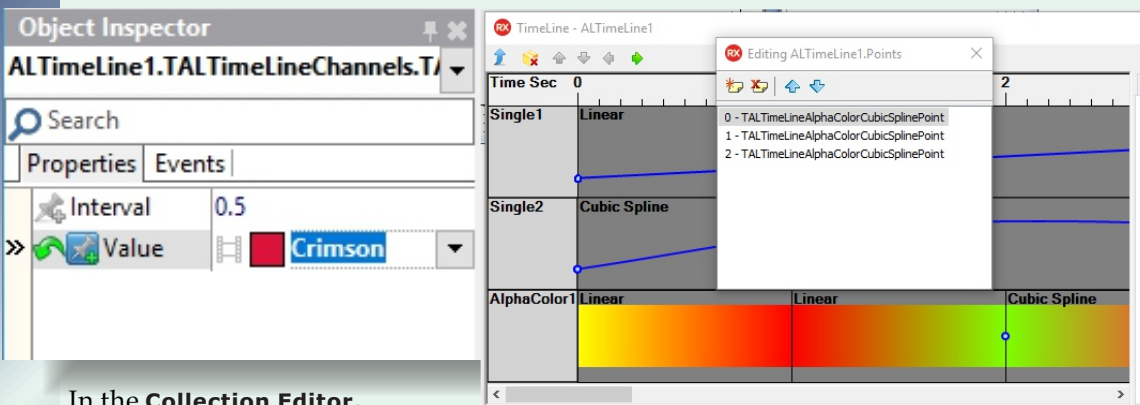 Object Inspector
ALTimeLine1.TALTimeLineChannels.TA
Search
Properties Events
Interval 0.5
Value Crimson
TimeLine - ALTimeLine1
Time Sec 0 2
Single1 Linear
Single2 Cubic Spline
AlphaColor1 Linear Linear Cubic Spline
RX Editing ALTimeLine1.Points
0 - TALTimeLineAlphaColorCubicSplinePoint
1 - TALTimeLineAlphaColorCubicSplinePoint
2 - TALTimeLineAlphaColorCubicSplinePoint
In the Collection Editor,